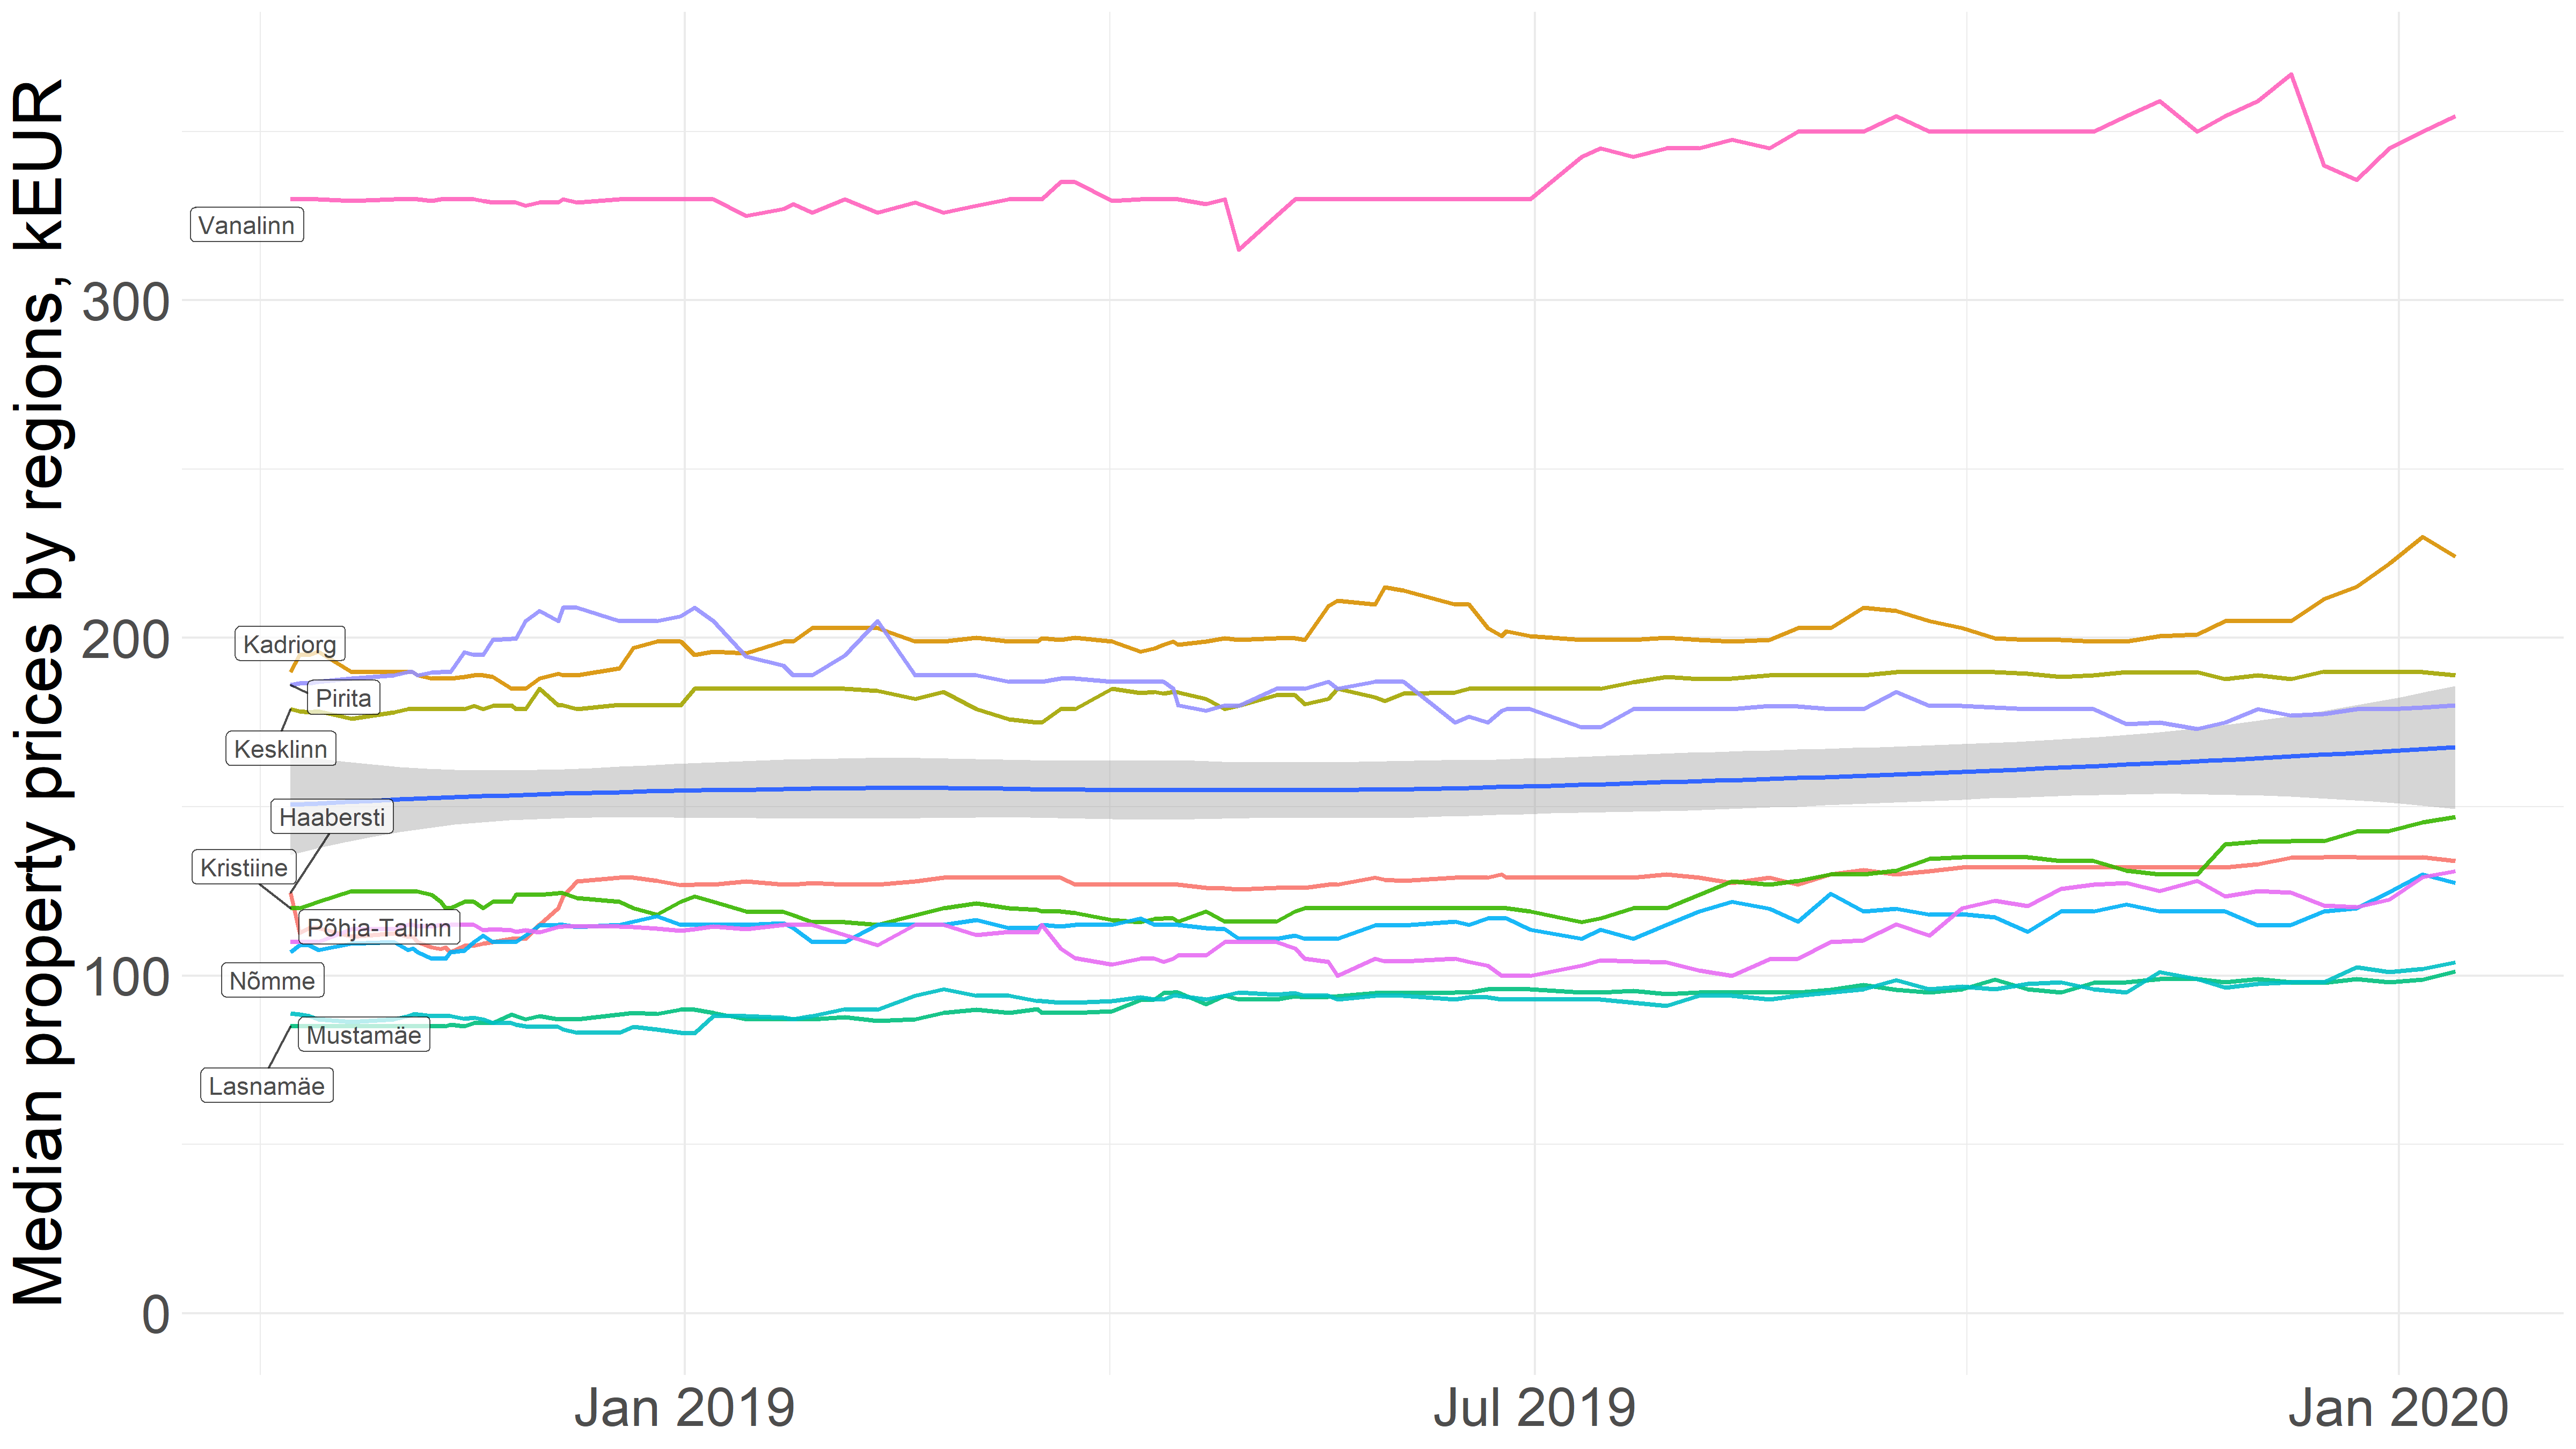 Median property prices by regions, kEUR
300
200
100
0
Vanalinn
Kadriorg
Pirita
Kesklinn
Haabersti
Kristiine
Põhja-Tallinn
Nõmme
Mustamäe
Lasnamäe
Jan 2019
Jul 2019
Jan 2020